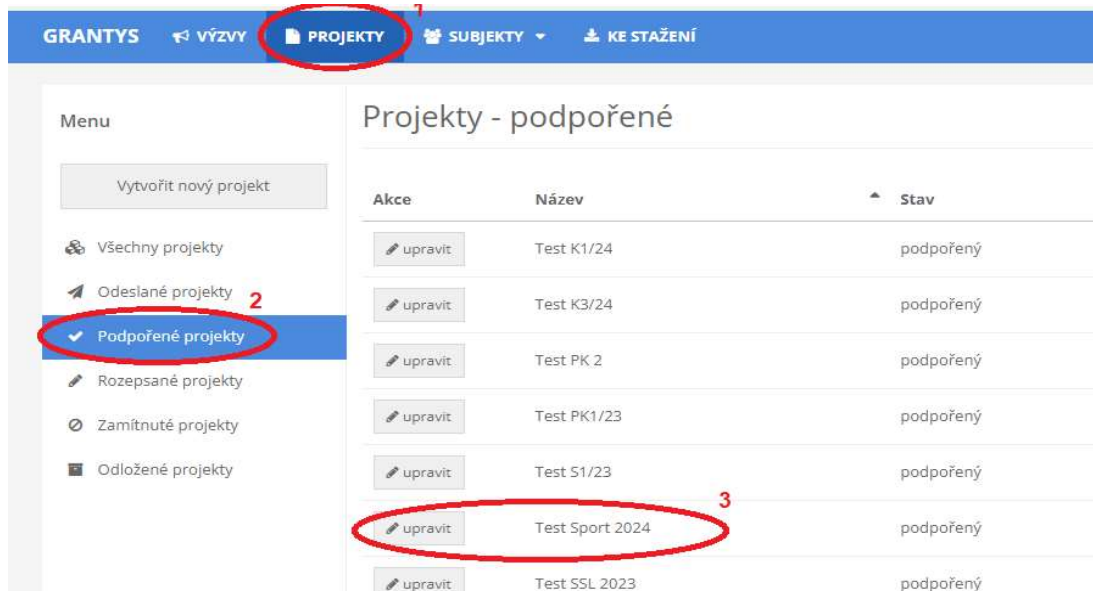 1
GRANTYS VÝZVY PROJEKTY SUBJEKTY KE STAŽENÍ
Menu
Vytvořit nový projekt
Všechny projekty
Odeslané projekty
2
Podpořené projekty
Rozepsané projekty
Zamítnuté projekty
Odložené projekty
Projekty - podpořené
Akce Název Stav
upravit Test K1/24 podpořený
upravit Test K3/24 podpořený
upravit Test PK 2 podpořený
upravit Test PK1/23 podpořený
upravit Test S1/23 podpořený
3
upravit Test Sport 2024 podpořený
upravit Test SSL 2023 podpořený